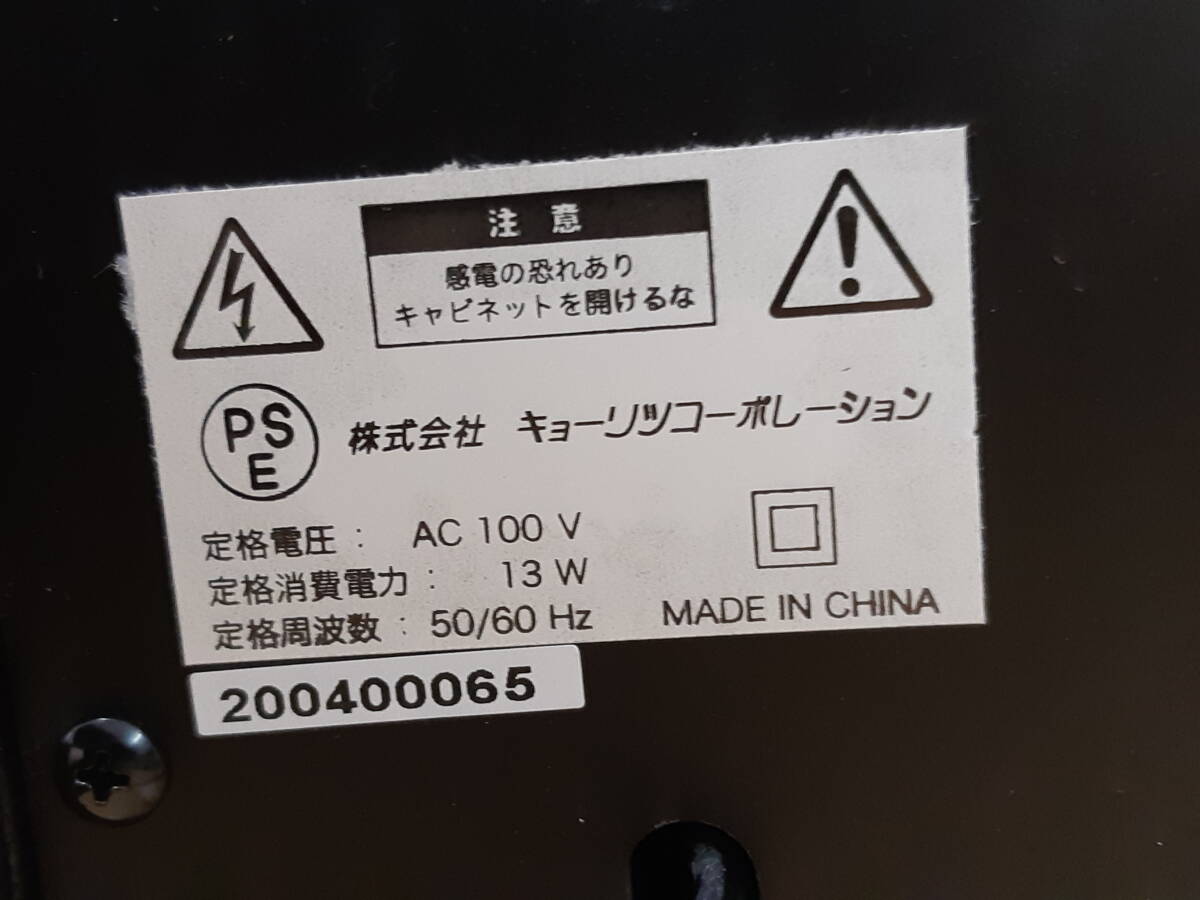 注意
感電の恐れあり
キャビネットを開けるな
PS
E
株式会社 キョーリツコーポレーション
定格電圧: AC 100 V
定格消費電力: 13 W
定格周波数: 50/60 Hz
MADE IN CHINA
200400065